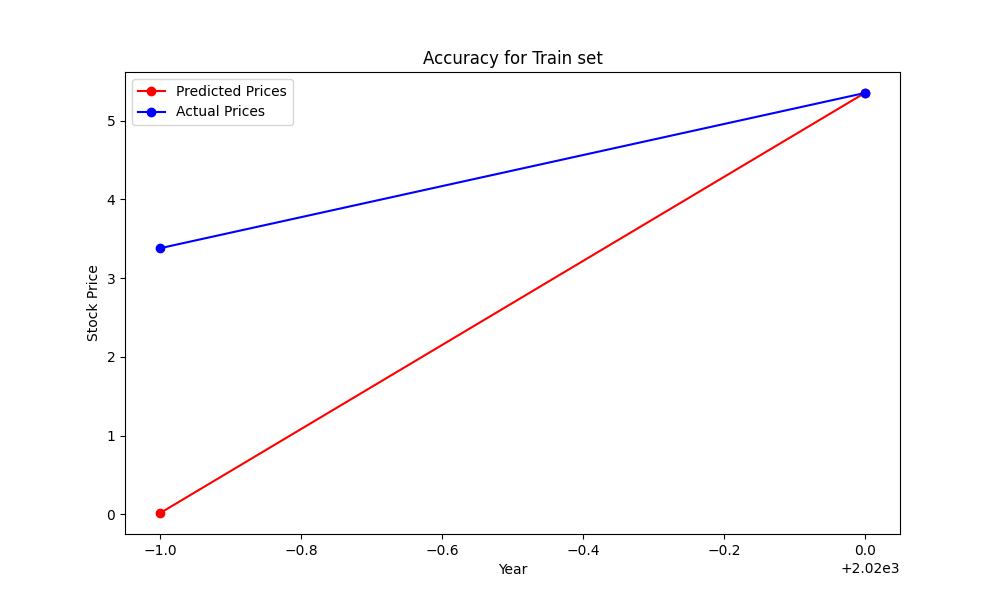 Accuracy for Train set
Predicted Prices
Actual Prices
5
4
3
2
1
0
Stock Price
−1.0 −0.8 −0.6 −0.4 −0.2 0.0
+2.02e3
Year